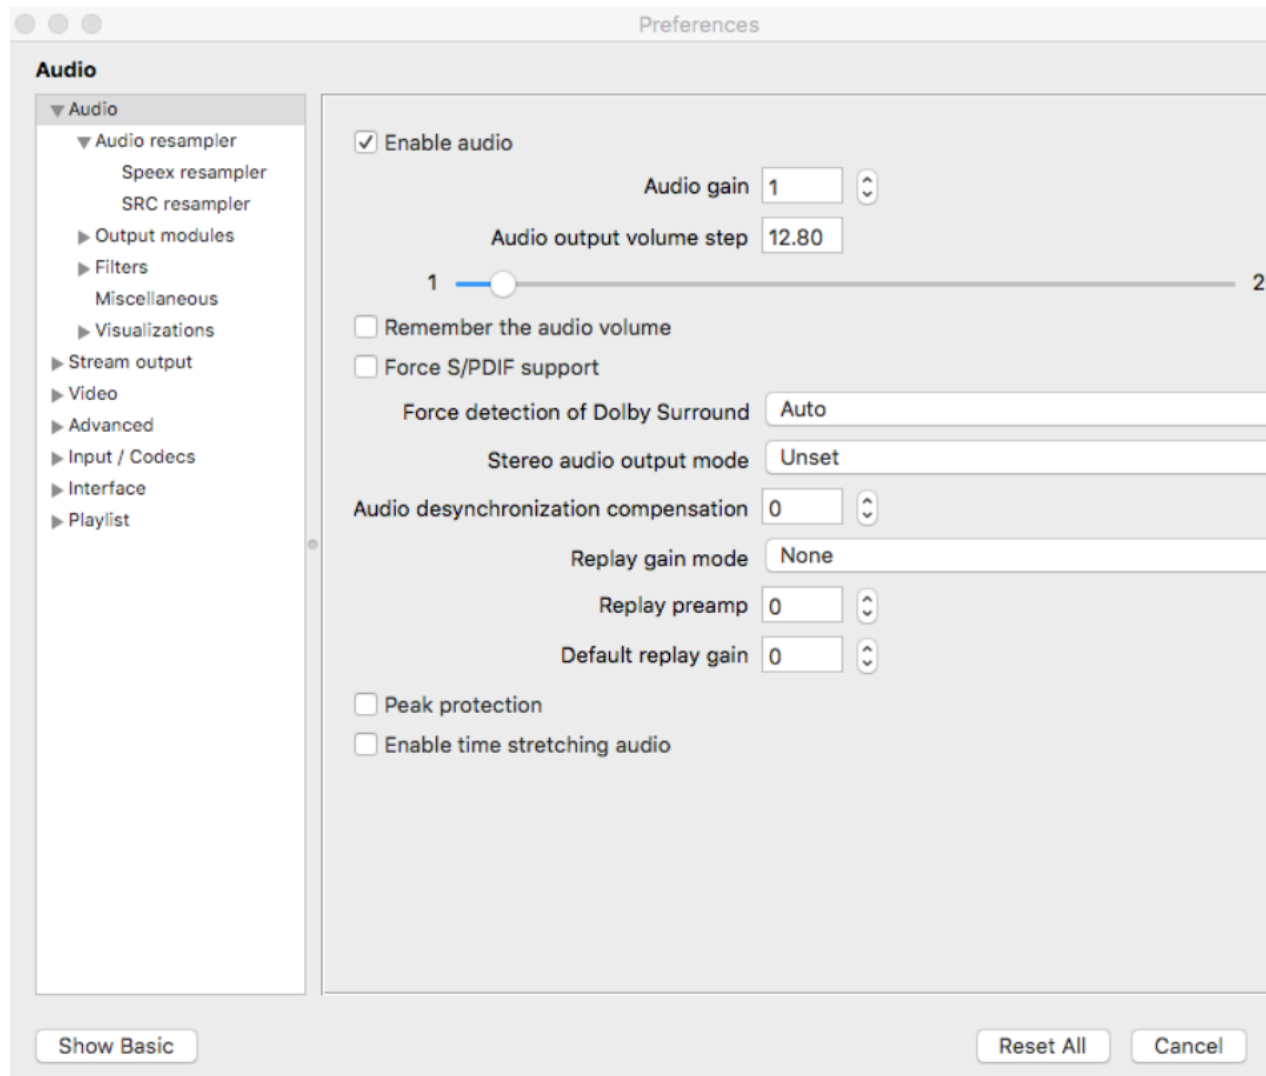 Preferences
Audio
Audio
Audio resampler
Speex resampler
SRC resampler
Output modules
Filters
Miscellaneous
Visualizations
Stream output
Video
Advanced
Input / Codecs
Interface
Playlist
Enable audio
Audio gain 1
Audio output volume step 12.80
1 2
Remember the audio volume
Force S/PDIF support
Force detection of Dolby Surround Auto
Stereo audio output mode Unset
Audio desynchronization compensation 0
Replay gain mode None
Replay preamp 0
Default replay gain 0
Peak protection
Enable time stretching audio
Show Basic Reset All Cancel